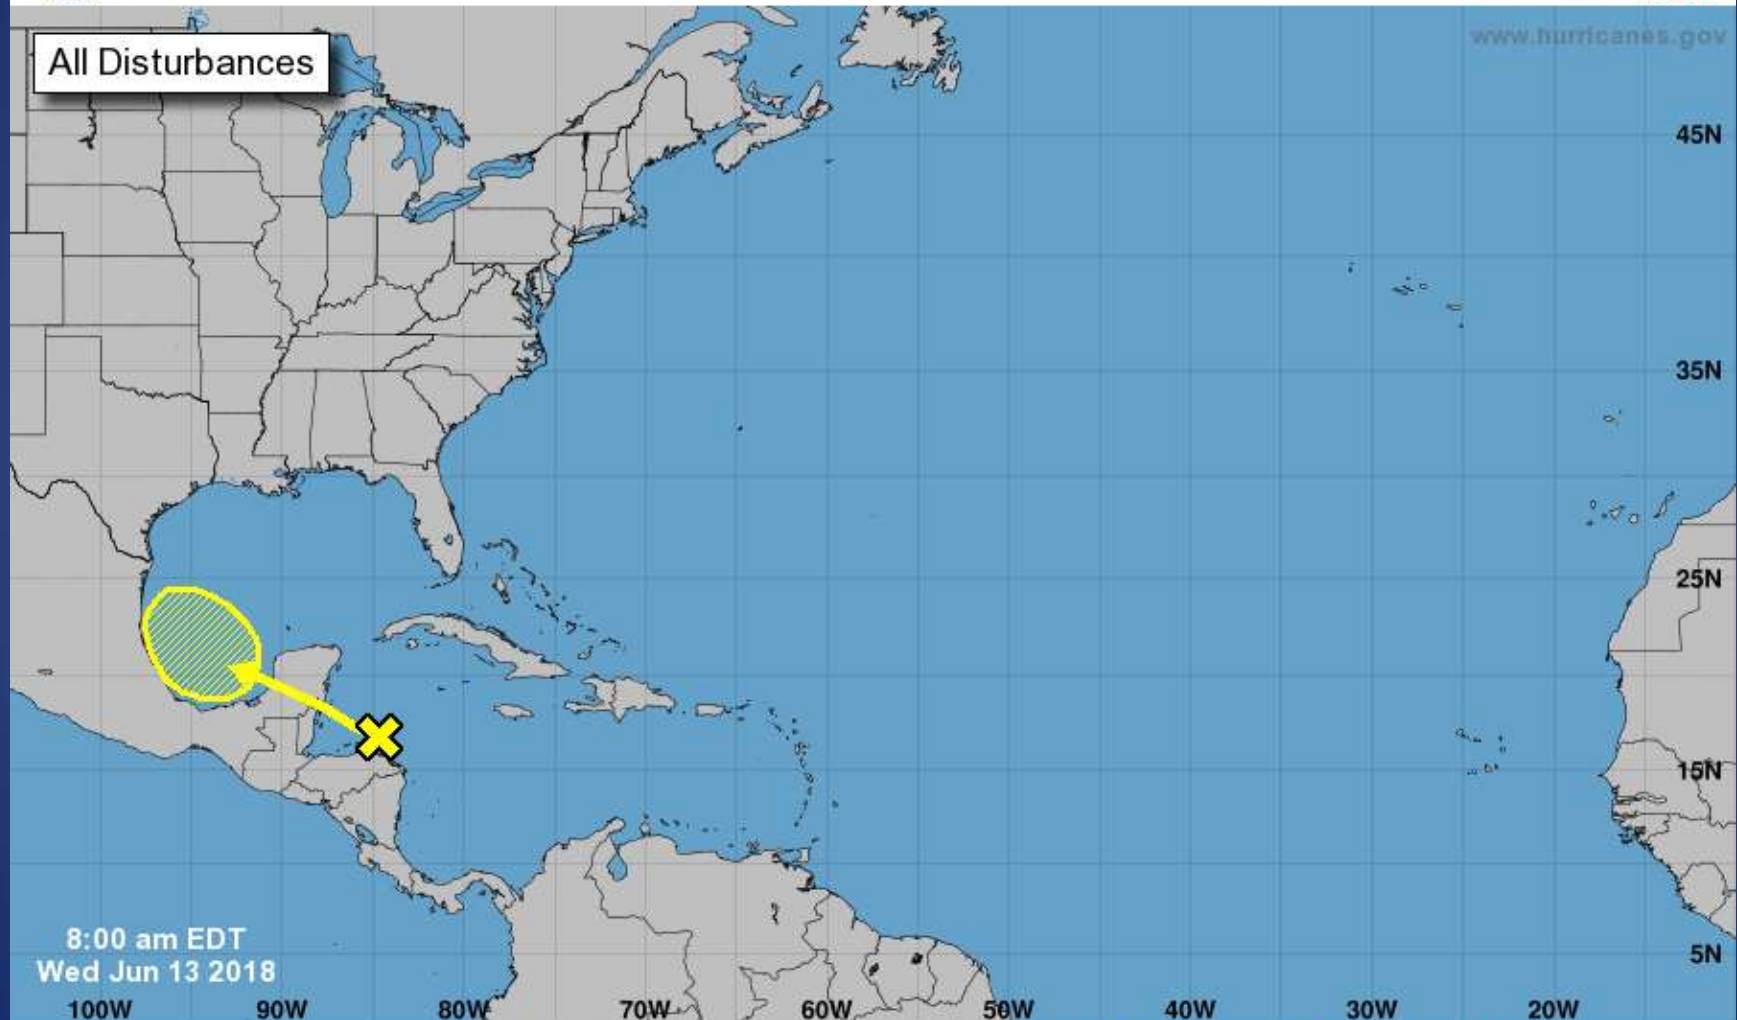 All Disturbances
www.hurricanes.gov
45N
35N
25N
15N
5N
8:00 am EDT
Wed Jun 13 2018
100W 90W 80W 70W 60W 50W 40W 30W 20W